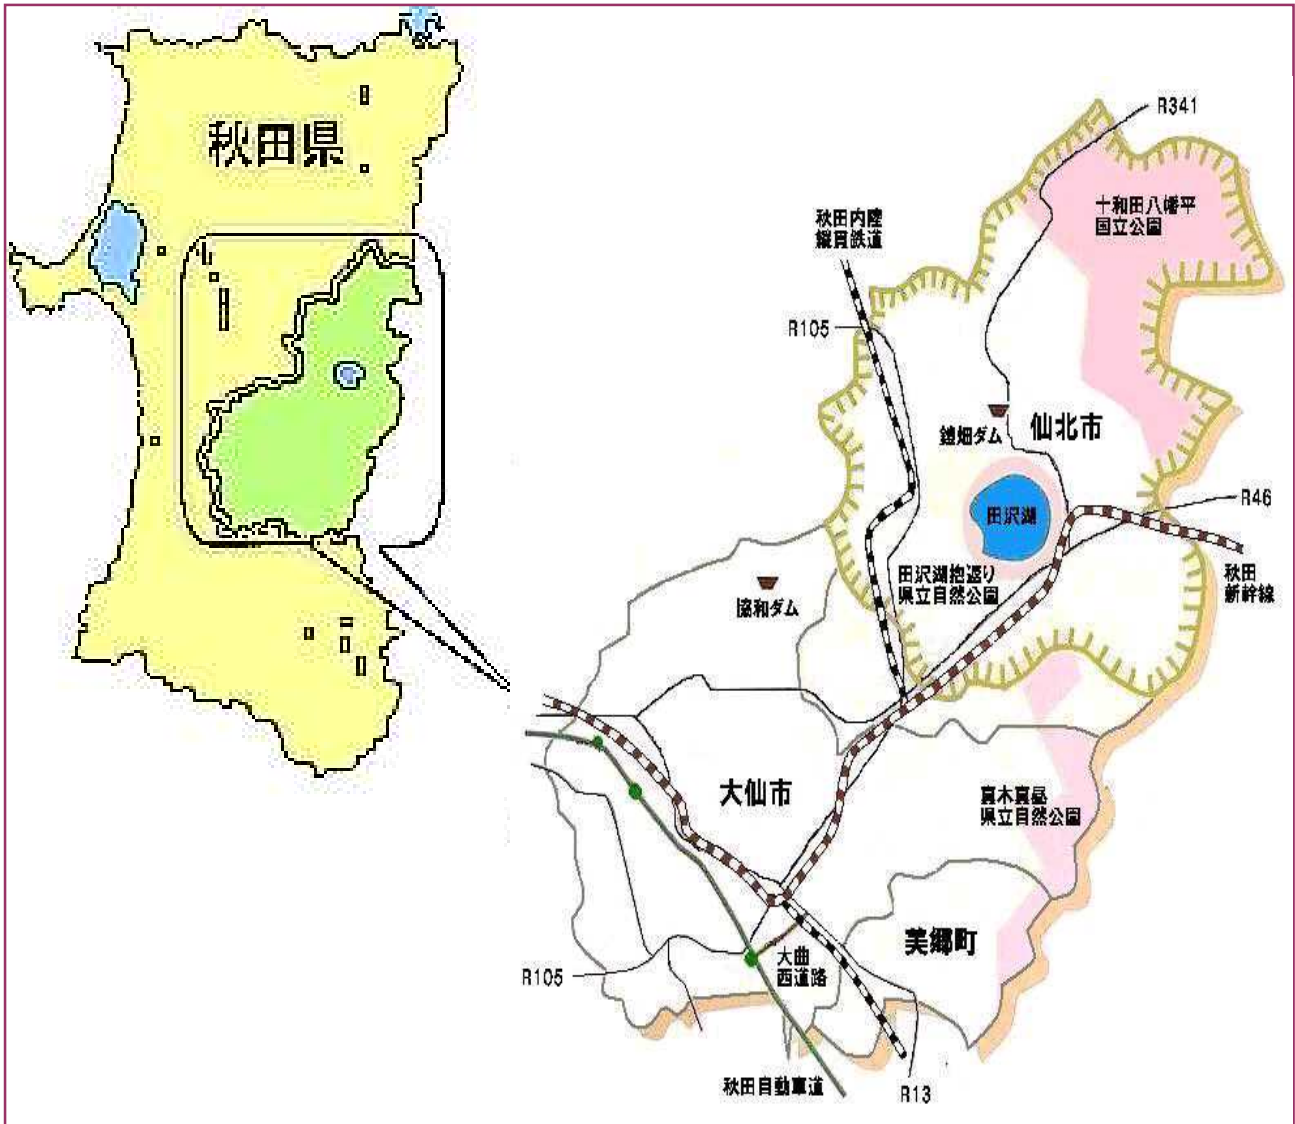 秋田県
R341
十和田八幡平
国立公園
秋田内陸
縦貫鉄道
R105
鎧畑ダム
仙北市
R46
田沢湖
秋田
新幹線
田沢湖抱返り
県立自然公園
協和ダム
大仙市
真木真昼
県立自然公園
美郷町
大曲
西道路
R105
秋田自動車道
R13